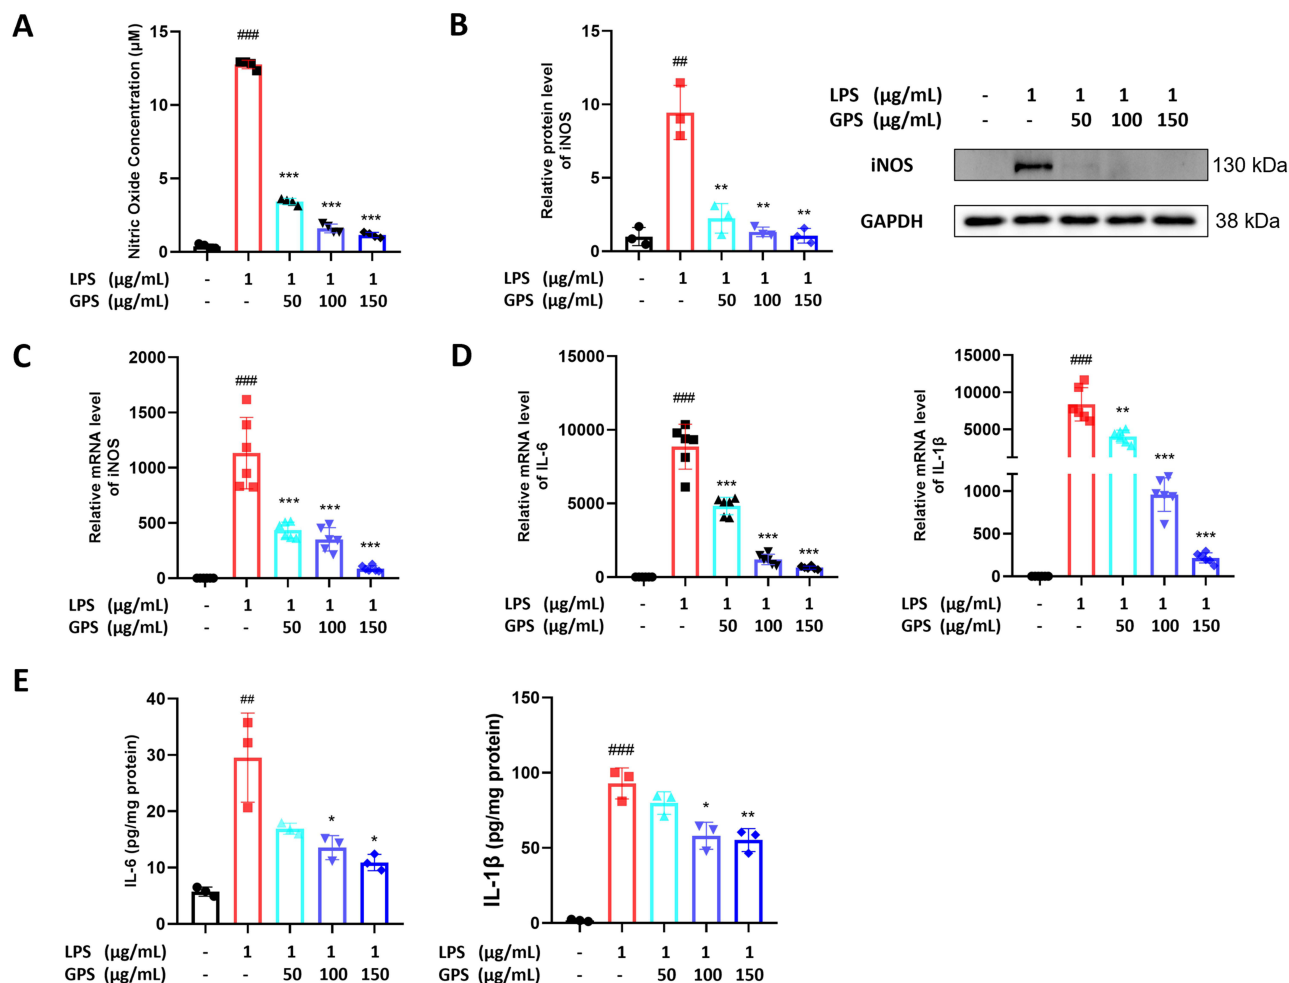 A
Nitric Oxide Concentration (μM)
15
10
5
0
###
***
***
***
LPS (μg/mL) - 1 1 1 1
GPS (μg/mL) - - 50 100 150
B
Relative protein level
of iNOS
15
10
5
0
##
**
**
**
LPS (μg/mL) - 1 1 1 1
GPS (μg/mL) - - 50 100 150
LPS (μg/mL) - 1 1 1 1
GPS (μg/mL) - - 50 100 150
iNOS 130 kDa
GAPDH 38 kDa
C
Relative mRNA level
of iNOS
2000
1500
1000
500
0
###
***
***
***
LPS (μg/mL) - 1 1 1 1
GPS (μg/mL) - - 50 100 150
D
Relative mRNA level
of IL-6
15000
10000
5000
0
###
***
***
***
LPS (μg/mL) - 1 1 1 1
GPS (μg/mL) - - 50 100 150
Relative mRNA level
of IL-1β
15000
10000
5000
1000
500
0
###
**
***
***
LPS (μg/mL) - 1 1 1 1
GPS (μg/mL) - - 50 100 150
E
IL-6 (pg/mg protein)
40
30
20
10
0
##
*
*
LPS (μg/mL) - 1 1 1 1
GPS (μg/mL) - - 50 100 150
IL-1β (pg/mg protein)
150
100
50
0
###
*
**
LPS (μg/mL) - 1 1 1 1
GPS (μg/mL) - - 50 100 150